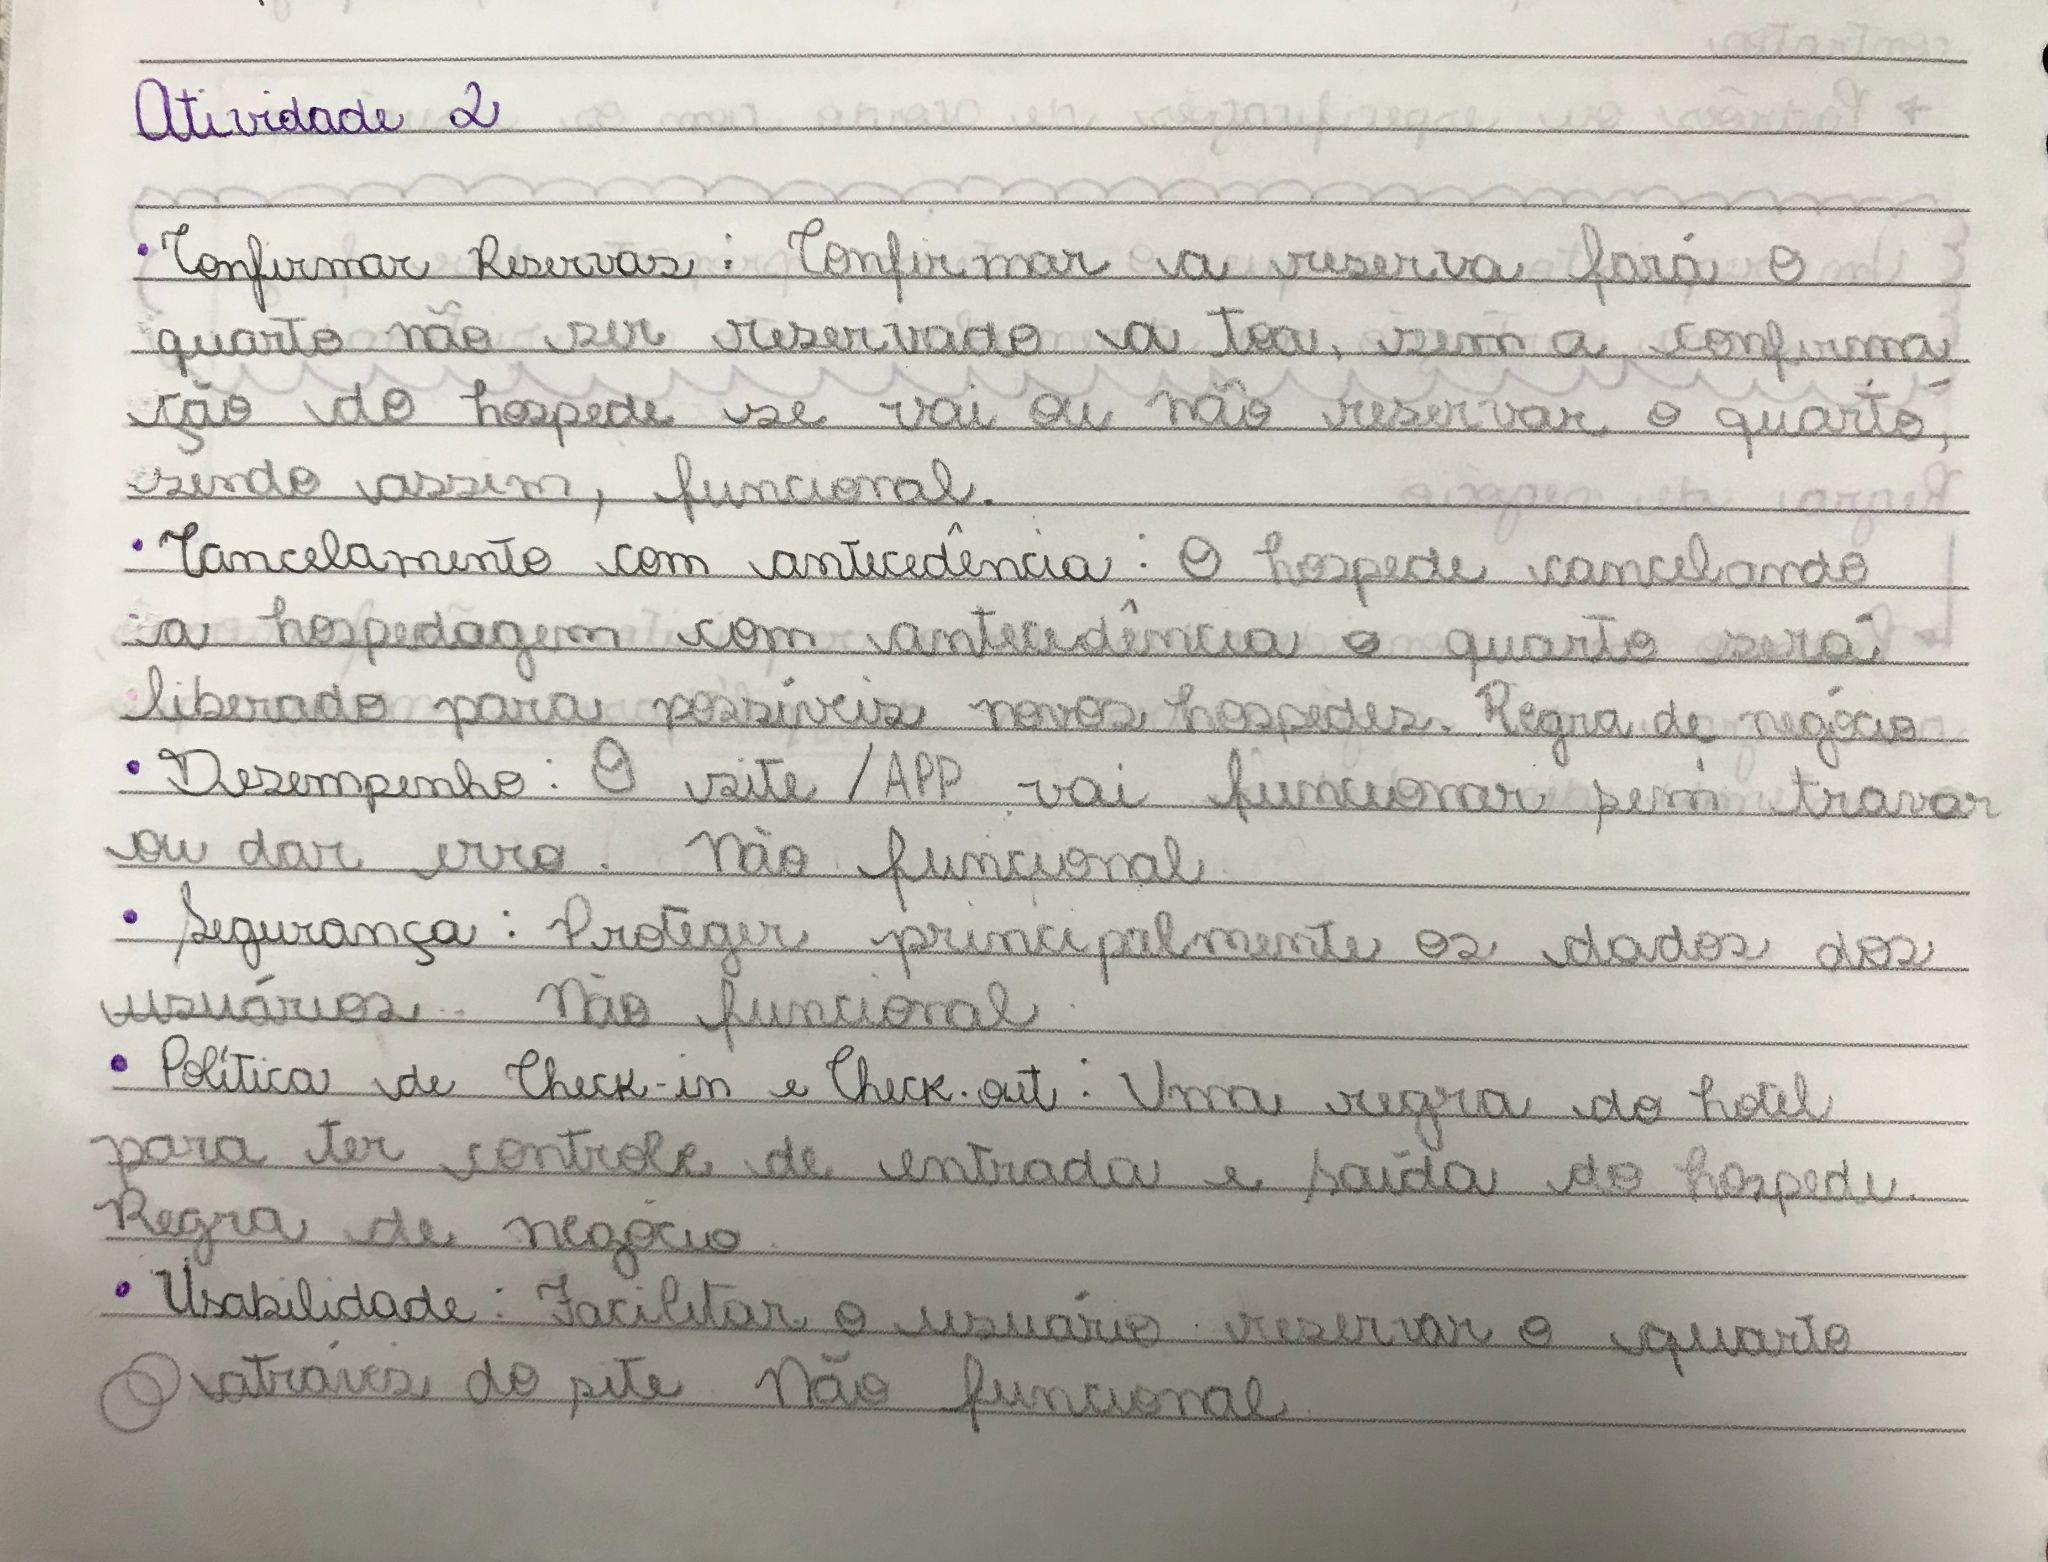 Atividade 2
• Confirmar Reservas: Confirmar a reserva fará o
quarto não ser reservado a toa, sem a confirma
ção do hospede se vai ou não reservar o quarto,
sendo assim, funcional.
• Cancelamento com antecedência: O hospede cancelando
a hospedagem com antecedência o quarto será
liberado para possíveis novos hospedes. Regra de negócio
• Desempenho: O site/APP vai funcionar sem travar
ou dar erro. Não funcional
• Segurança: Proteger principalmente os dados dos
usuários. Não funcional
• Política de Check-in e Check-out: Uma regra do hotel
para ter controle de entrada e saída do hospede.
Regra de negócio
• Usabilidade: Facilitar o usuário reservar o quarto
atráves do site Não funcional